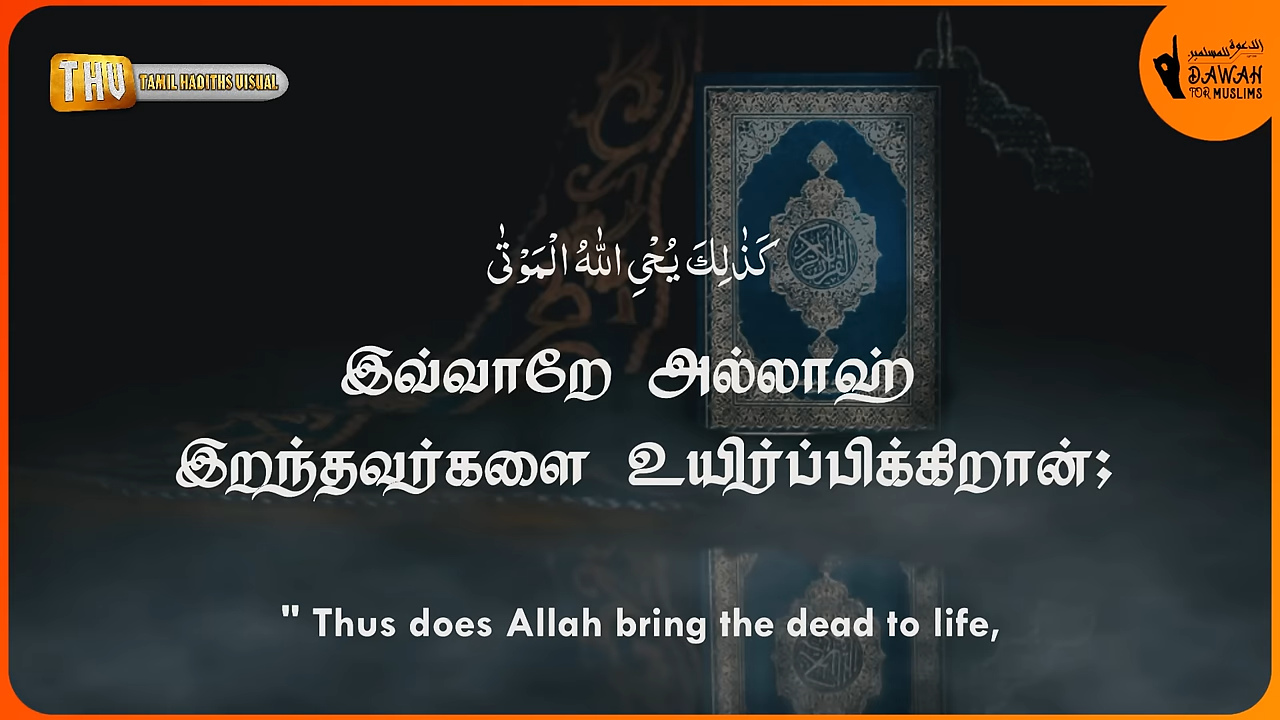 THV TAMIL HADITHS VISUAL
الدعوة للمسلمين
DAWAH
FOR MUSLIMS
كَذٰلِكَ يُحْىِ اللّٰهُ الْمَوْتٰى
இவ்வாறே அல்லாஹ்
இறந்தவர்களை உயிர்ப்பிக்கிறான்;
" Thus does Allah bring the dead to life,